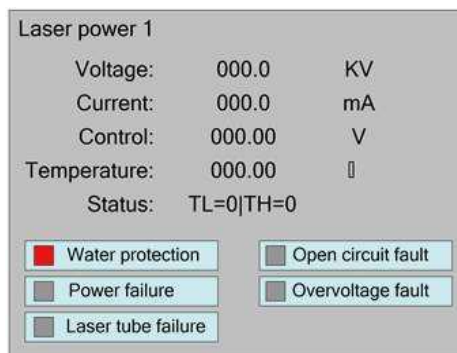 Laser power 1
Voltage: 000.0 KV
Current: 000.0 mA
Control: 000.00 V
Temperature: 000.00
Status: TL=0|TH=0
Water protection Open circuit fault
Power failure Overvoltage fault
Laser tube failure